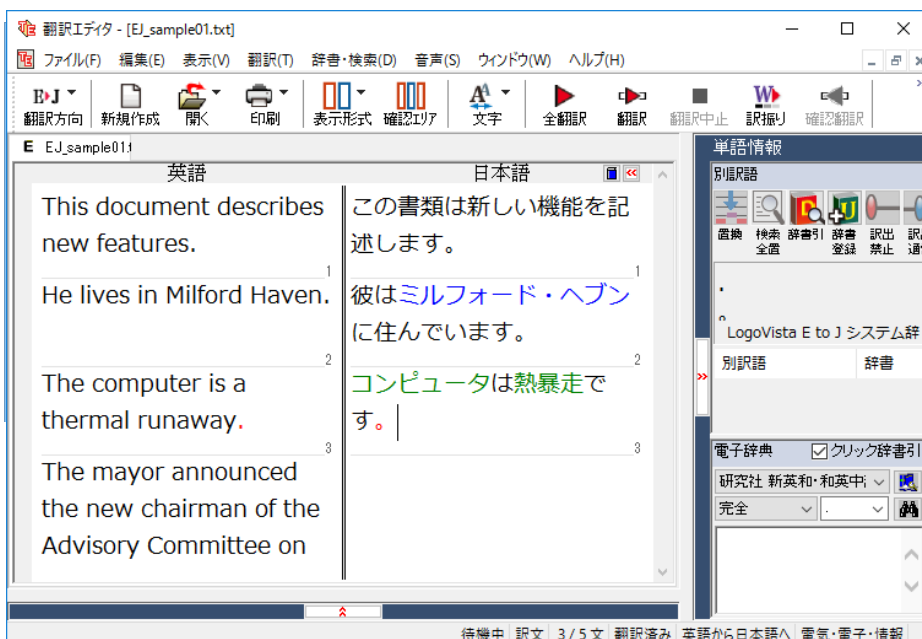 翻訳エディタ - [EJ_sample01.txt]
ファイル(F) 編集(E) 表示(V) 翻訳(T) 辞書・検索(D) 音声(S) ウィンドウ(W) ヘルプ(H)
E▸J
翻訳方向 新規作成 開く 印刷 表示形式 確認エリア 文字 全翻訳 翻訳 翻訳中止 訳振り 確認翻訳
E EJ_sample01.t
単語情報
英語 日本語
別訳語
This document describes
new features.
1
この書類は新しい機能を記
述します。
1
He lives in Milford Haven.
2
彼はミルフォード・ヘブン
に住んでいます。
2
The computer is a
thermal runaway.
3
コンピュータは熱暴走で
す。
3
The mayor announced
the new chairman of the
Advisory Committee on
置換 検索 辞書引 辞書 訳出
全置 登録 禁止
.
。
LogoVista E to J システム辞
別訳語 辞書
電子辞典 クリック辞書引
研究社 新英和・和英中
完全 .
待機中 訳文 3 / 5 文 翻訳済み 英語から日本語へ 電気・電子・情報